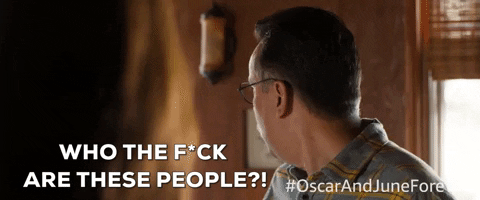 WHO THE F*CK
ARE THESE PEOPLE?!
#OscarAndJuneFore